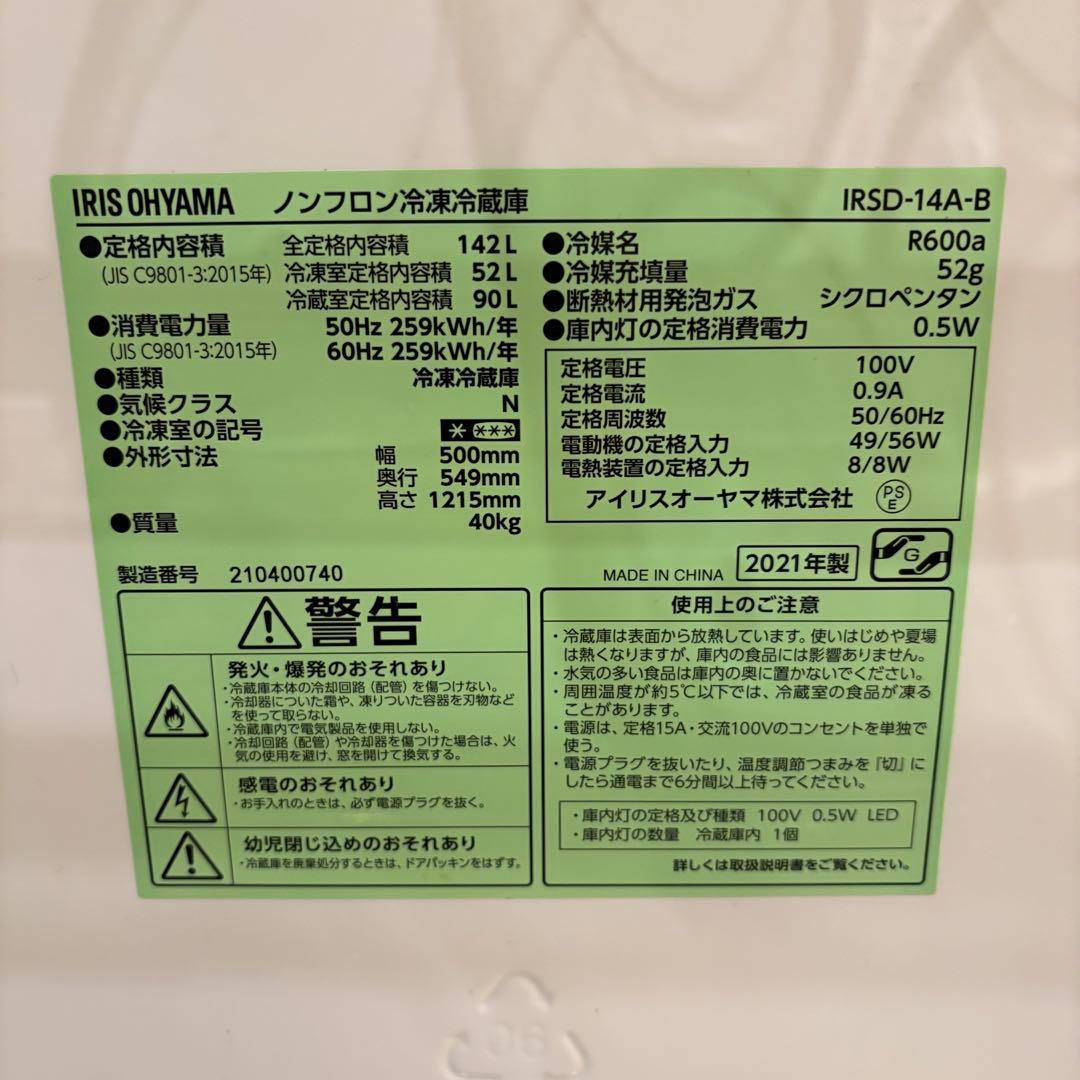 IRIS OHYAMA ノンフロン冷凍冷蔵庫 IRSD-14A-B
●定格内容積 全定格内容積 142L
(JIS C9801-3:2015年) 冷凍室定格内容積 52L
冷蔵室定格内容積 90L
●消費電力量 50Hz 259kWh/年
(JIS C9801-3:2015年) 60Hz 259kWh/年
●種類 冷凍冷蔵庫
●気候クラス N
●冷凍室の記号 * ***
●外形寸法 幅 500mm
奥行 549mm
高さ 1215mm
●質量 40kg
●冷媒名 R600a
●冷媒充填量 52g
●断熱材用発泡ガス シクロペンタン
●庫内灯の定格消費電力 0.5W
定格電圧 100V
定格電流 0.9A
定格周波数 50/60Hz
電動機の定格入力 49/56W
電熱装置の定格入力 8/8W
アイリスオーヤマ株式会社 PSE
製造番号 210400740
MADE IN CHINA 2021年製 G
警告
発火・爆発のおそれあり
・冷蔵庫本体の冷却回路(配管)を傷つけない。
・冷却器についた霜や、凍りついた容器を刃物など
を使って取らない。
・冷蔵庫内で電気製品を使用しない。
・冷却回路(配管)や冷却器を傷つけた場合は、火
気の使用を避け、窓を開けて換気する。
感電のおそれあり
・お手入れのときは、必ず電源プラグを抜く。
幼児閉じ込めのおそれあり
・冷蔵庫を廃棄処分するときは、ドアパッキンをはずす。
使用上のご注意
・冷蔵庫は表面から放熱しています。使いはじめや夏場
は熱くなりますが、庫内の食品には影響ありません。
・水気の多い食品は庫内の奥に置かないでください。
・周囲温度が約5℃以下では、冷蔵室の食品が凍る
ことがあります。
・電源は、定格15A・交流100Vのコンセントを単独で
使う。
・電源プラグを抜いたり、温度調節つまみを『切』に
したら通電まで6分間以上待ってください。
・庫内灯の定格及び種類 100V 0.5W LED
・庫内灯の数量 冷蔵庫内 1個
詳しくは取扱説明書をご覧ください。
06